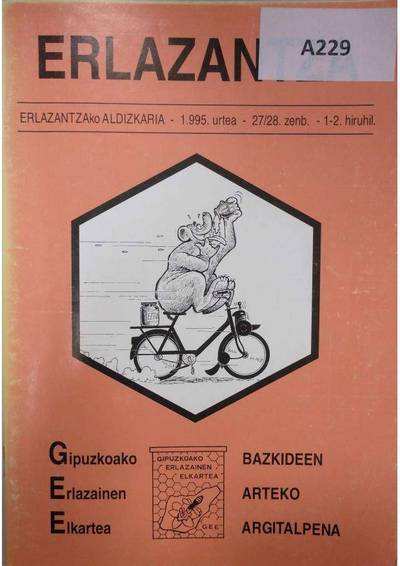 ERLAZANTZA
A229
ERLAZANTZAko ALDIZKARIA - 1.995. urtea - 27/28. zenb. - 1-2. hiruhil.
Gipuzkoako
Erlazainen
Elkartea
GIPUZKOAKO
ERLAZAINEN
ELKARTEA
GEE
BAZKIDEEN
ARTEKO
ARGITALPENA